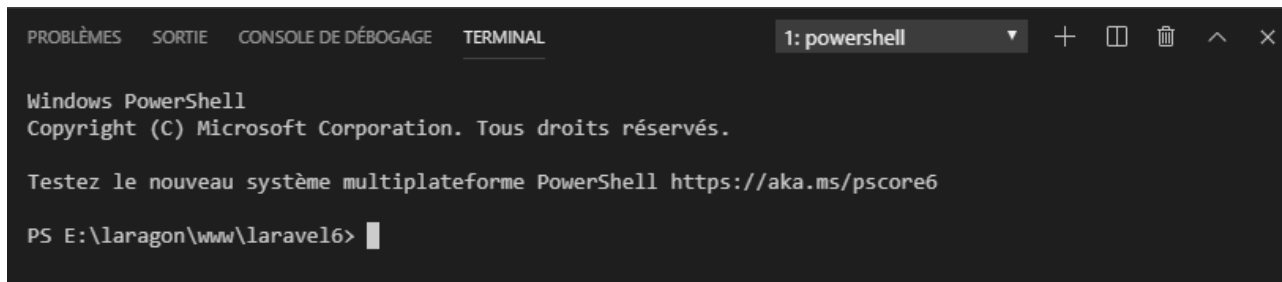 PROBLÈMES SORTIE CONSOLE DE DÉBOGAGE TERMINAL 1: powershell
Windows PowerShell
Copyright (C) Microsoft Corporation. Tous droits réservés.
Testez le nouveau système multiplateforme PowerShell https://aka.ms/pscore6
PS E:\laragon\www\laravel6>